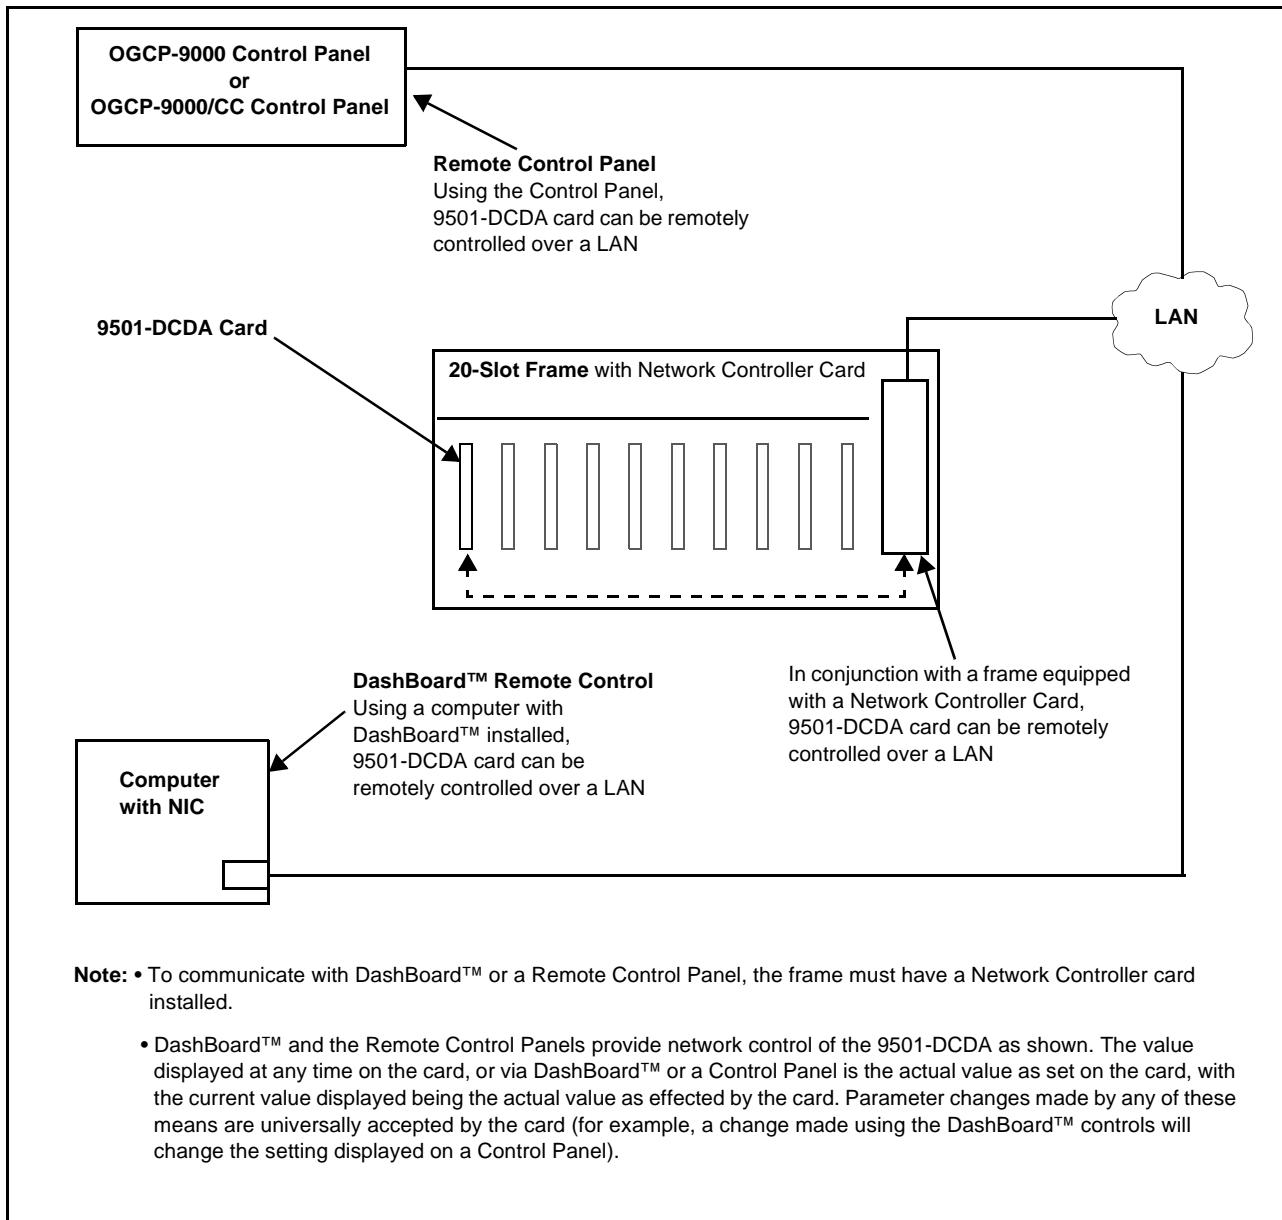 OGCP-9000 Control Panel
or
OGCP-9000/CC Control Panel
Remote Control Panel
Using the Control Panel,
9501-DCDA card can be remotely
controlled over a LAN
LAN
9501-DCDA Card
20-Slot Frame with Network Controller Card
DashBoard™ Remote Control
Using a computer with
DashBoard™ installed,
9501-DCDA card can be
remotely controlled over a LAN
In conjunction with a frame equipped
with a Network Controller Card,
9501-DCDA card can be remotely
controlled over a LAN
Computer
with NIC
Note: • To communicate with DashBoard™ or a Remote Control Panel, the frame must have a Network Controller card
installed.
• DashBoard™ and the Remote Control Panels provide network control of the 9501-DCDA as shown. The value
displayed at any time on the card, or via DashBoard™ or a Control Panel is the actual value as set on the card, with
the current value displayed being the actual value as effected by the card. Parameter changes made by any of these
means are universally accepted by the card (for example, a change made using the DashBoard™ controls will
change the setting displayed on a Control Panel).